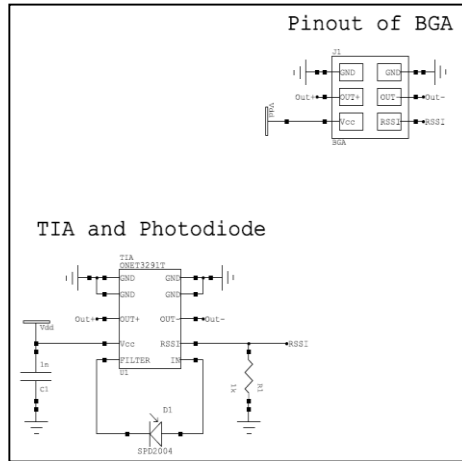 Pinout of BGA
J1
GND GND
Out+ OUT+ OUT- Out-
Vdd
Vcc RSSI RSSI
BGA
TIA and Photodiode
TIA
ONET3291T
GND GND
GND GND
Out+ OUT+ OUT- Out-
Vdd
Vcc RSSI RSSI
FILTER IN
U1
1n
C1
R1
1k
D1
SPD2004